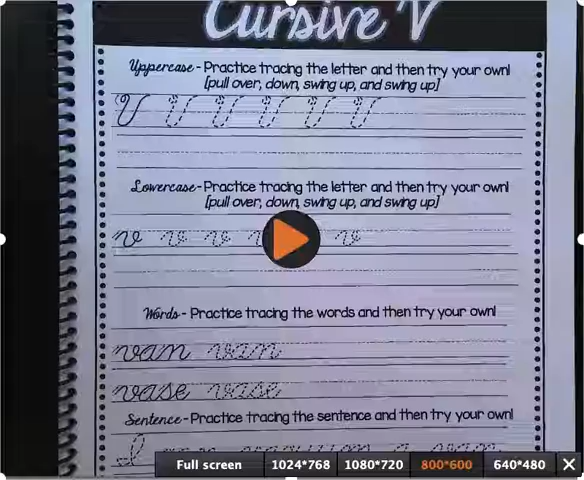 Cursive V
Uppercase - Practice tracing the letter and then try your own!
[pull over, down, swing up, and swing up]
V V V V V V
Lowercase - Practice tracing the letter and then try your own!
[pull over, down, swing up, and swing up]
v v v v v
Words - Practice tracing the words and then try your own!
van van
vase vase
Sentence - Practice tracing the sentence and then try your own!
I
Full screen 1024*768 1080*720 800*600 640*480 X